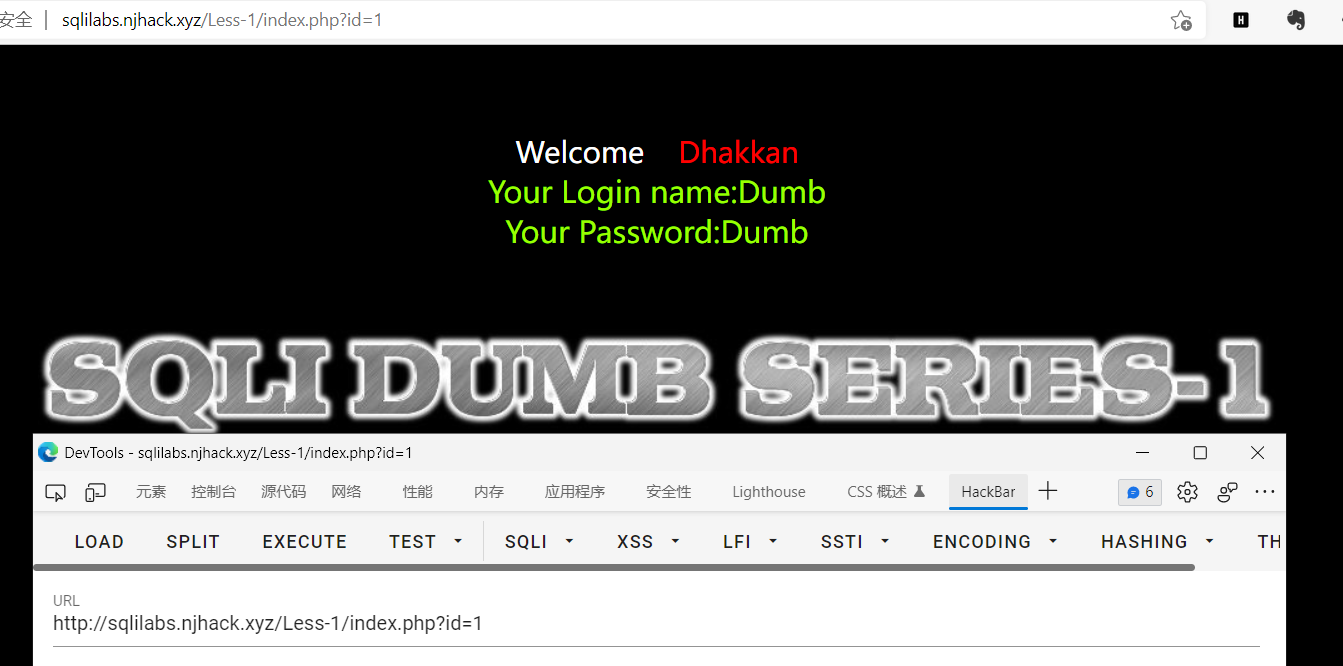 安全 sqlilabs.njhack.xyz/Less-1/index.php?id=1
H
Welcome Dhakkan
Your Login name:Dumb
Your Password:Dumb
SQLI DUMB SERIES-1
DevTools - sqlilabs.njhack.xyz/Less-1/index.php?id=1
元素 控制台 源代码 网络 性能 内存 应用程序 安全性 Lighthouse CSS 概述 HackBar 6
LOAD SPLIT EXECUTE TEST SQLI XSS LFI SSTI ENCODING HASHING TH
URL
http://sqlilabs.njhack.xyz/Less-1/index.php?id=1